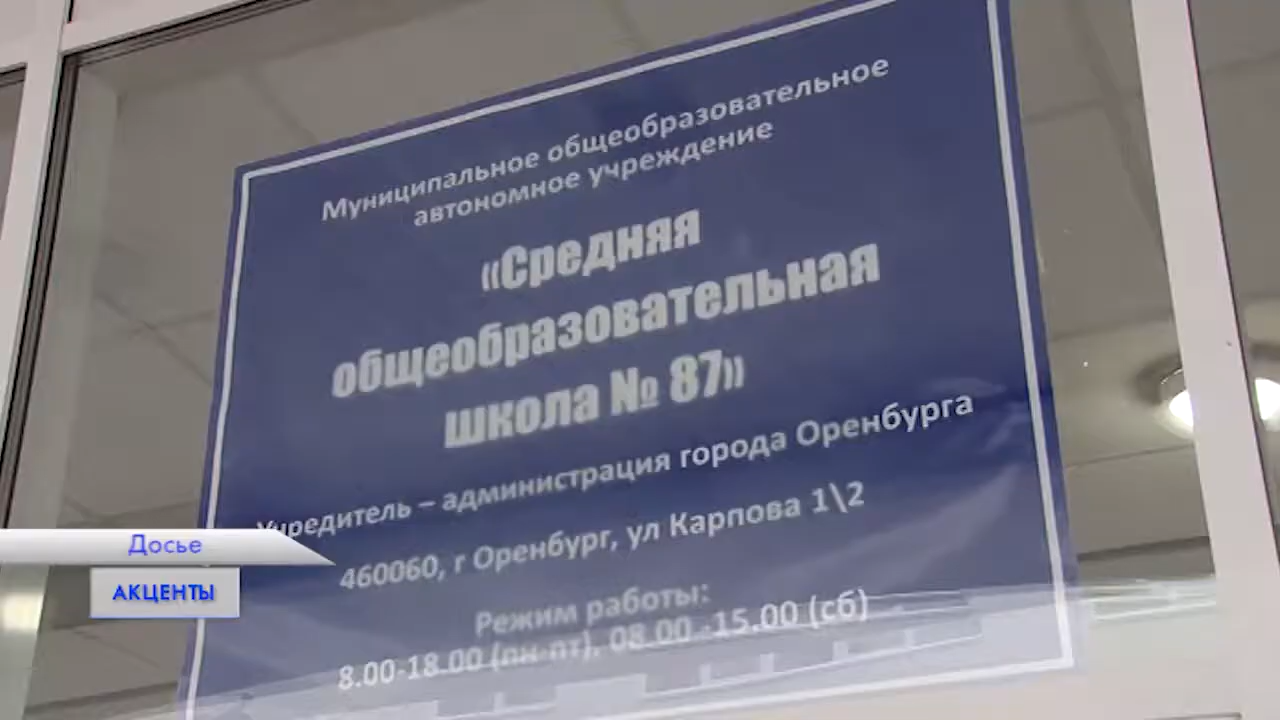 Муниципальное общеобразовательное
автономное учреждение
«Средняя
общеобразовательная
школа № 87»
Учредитель – администрация города Оренбурга
460060, г Оренбург, ул Карпова 1\2
Режим работы:
8.00-18.00 (пн-пт), 08.00 -15.00 (сб)
Досье
АКЦЕНТЫ